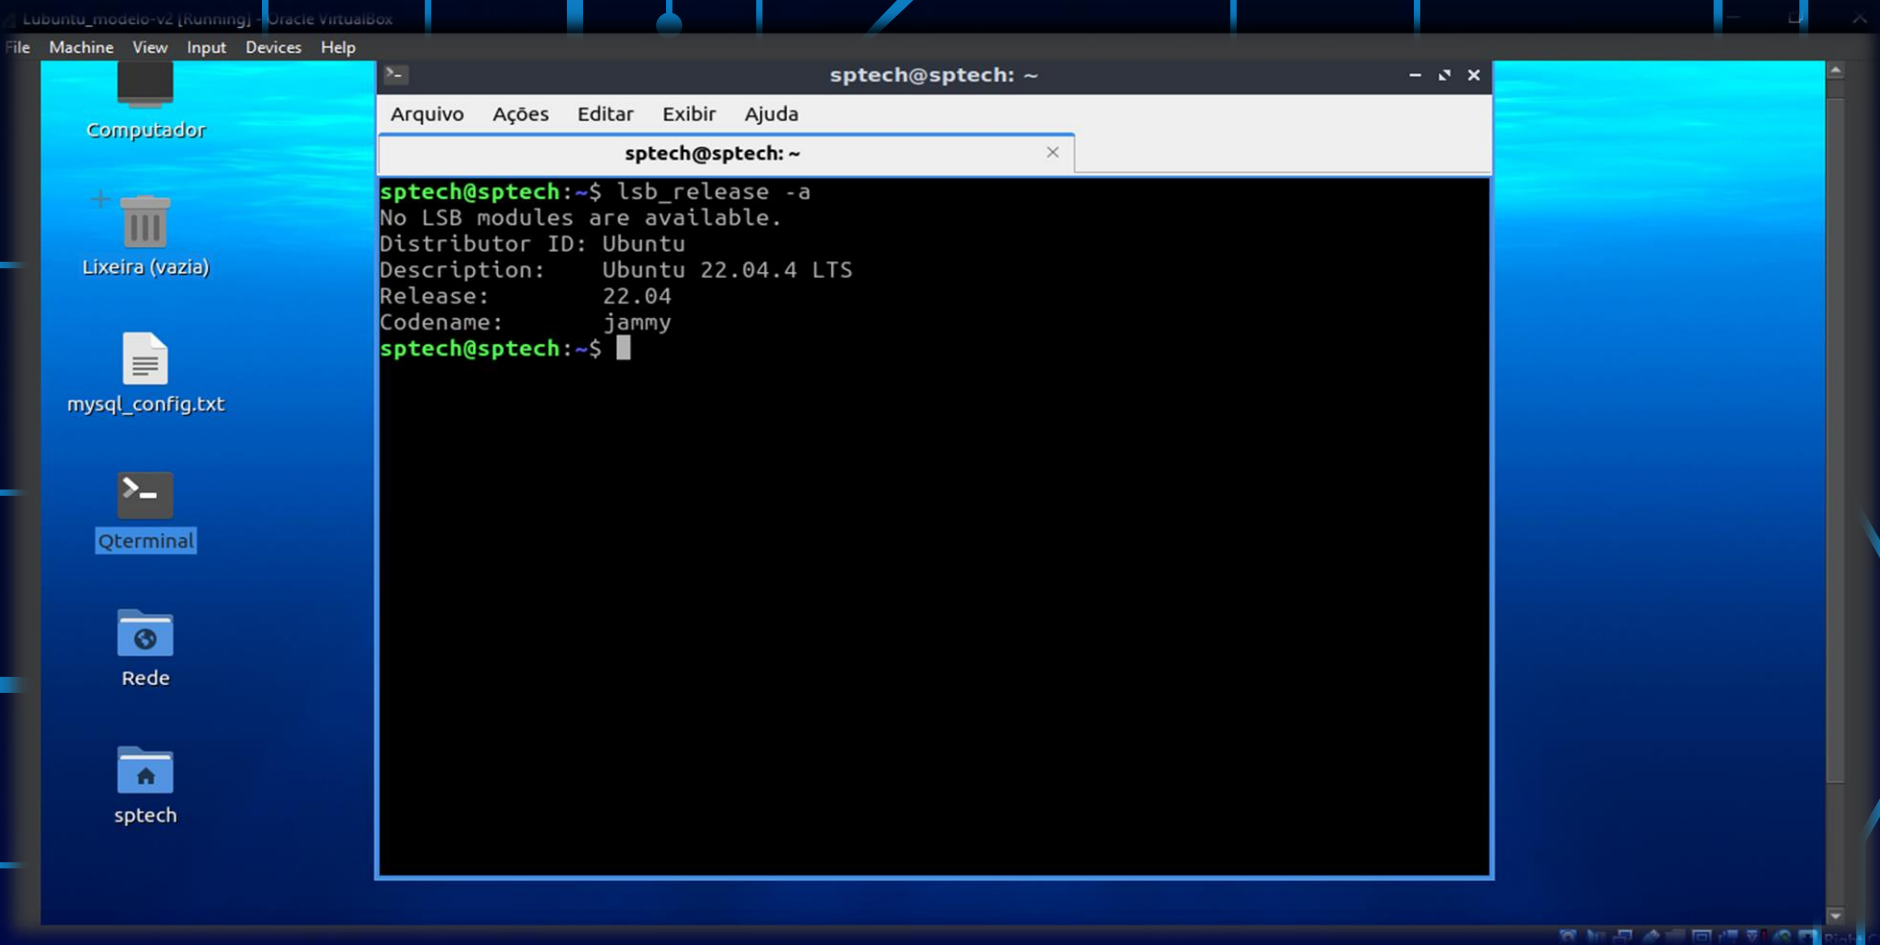 Lubuntu_modelo-v2 [Running] - Oracle VirtualBox
File Machine View Input Devices Help
sptech@sptech: ~
Arquivo Ações Editar Exibir Ajuda
sptech@sptech: ~
sptech@sptech:~$ lsb_release -a
No LSB modules are available.
Distributor ID: Ubuntu
Description: Ubuntu 22.04.4 LTS
Release: 22.04
Codename: jammy
sptech@sptech:~$
Computador
Lixeira (vazia)
mysql_config.txt
Qterminal
Rede
sptech